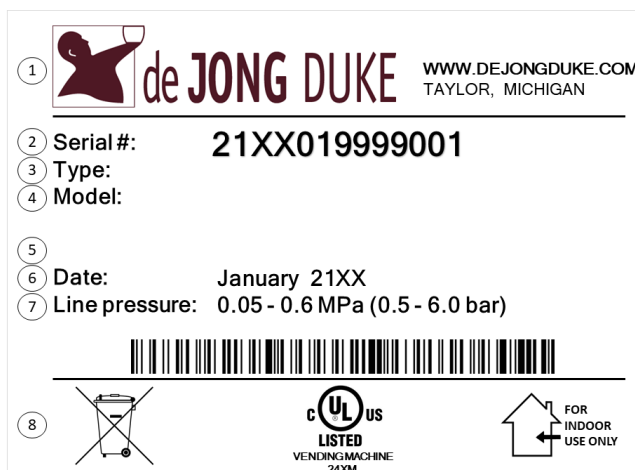 1 de JONG DUKE WWW.DEJONGDUKE.COM
TAYLOR, MICHIGAN
2 Serial #: 21XX019999001
3 Type:
4 Model:
5
6 Date: January 21XX
7 Line pressure: 0.05 - 0.6 MPa (0.5 - 6.0 bar)
8 C UL US
LISTED
VENDING MACHINE
24XM
FOR
INDOOR
USE ONLY